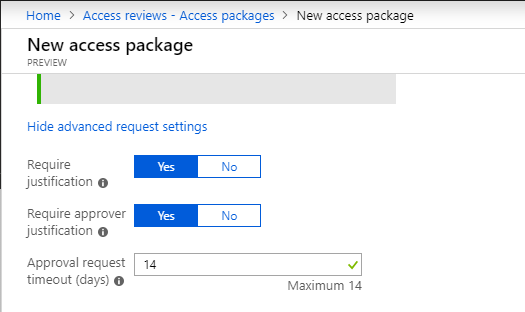 Home > Access reviews - Access packages > New access package
New access package
PREVIEW
Hide advanced request settings
Require
justification
Yes No
Require approver
justification
Yes No
Approval request
timeout (days)
14
Maximum 14